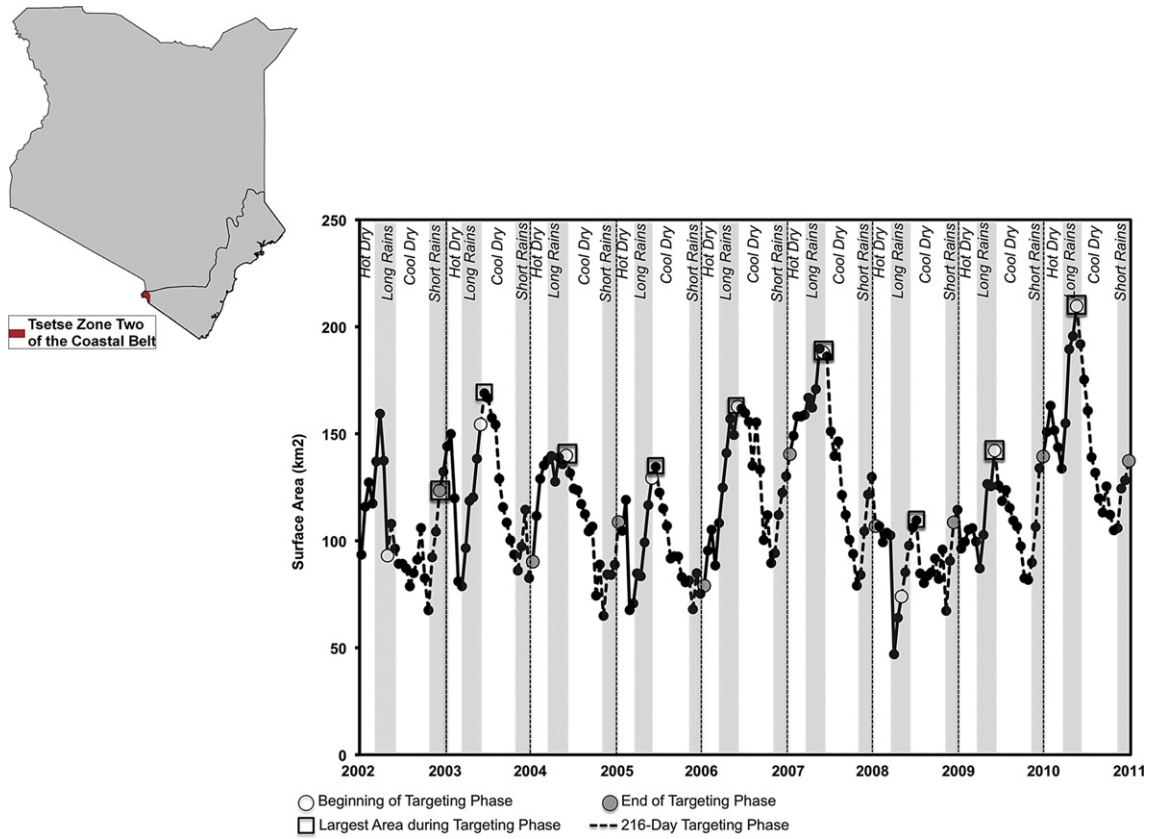 Tsetse Zone Two
of the Coastal Belt
250
200
150
100
50
0
Surface Area (km2)
Hot Dry
Long Rains
Cool Dry
Short Rains
Hot Dry
Long Rains
Cool Dry
Short Rains
Hot Dry
Long Rains
Cool Dry
Short Rains
Hot Dry
Long Rains
Cool Dry
Short Rains
Hot Dry
Long Rains
Cool Dry
Short Rains
Hot Dry
Long Rains
Cool Dry
Short Rains
Hot Dry
Long Rains
Cool Dry
Short Rains
Hot Dry
Long Rains
Cool Dry
Short Rains
Hot Dry
Long Rains
Cool Dry
Short Rains
2002 2003 2004 2005 2006 2007 2008 2009 2010 2011
Beginning of Targeting Phase
End of Targeting Phase
Largest Area during Targeting Phase
216-Day Targeting Phase